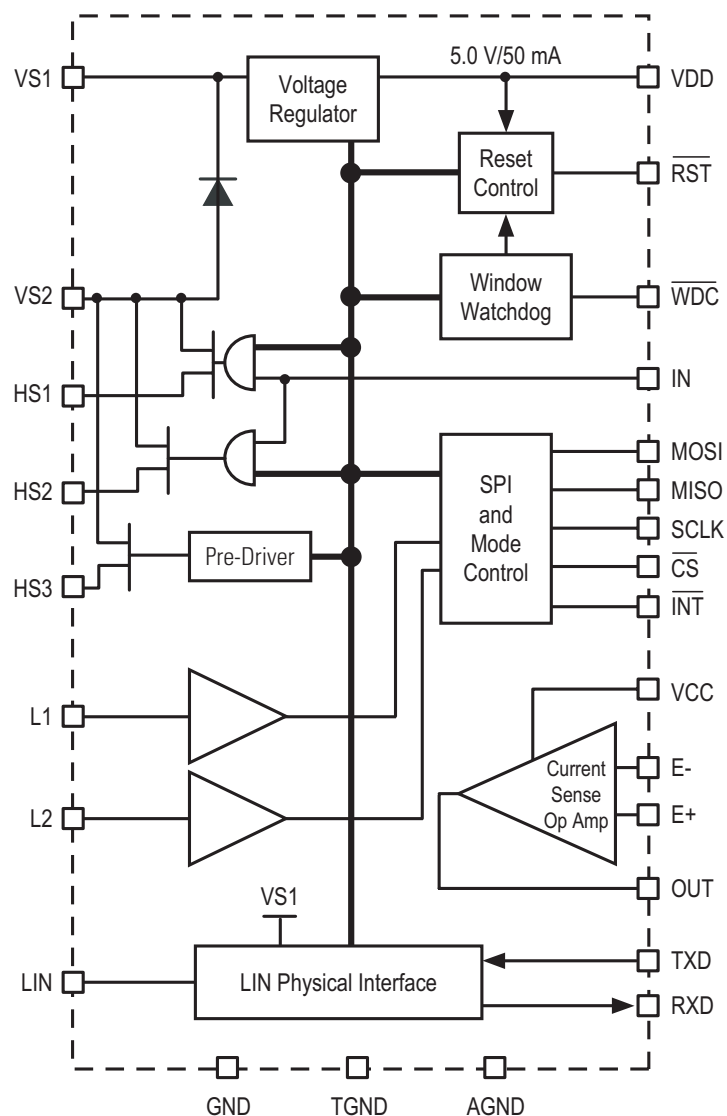 5.0 V/50 mA
VS1
Voltage
Regulator
VDD
Reset
Control
RST
VS2
Window
Watchdog
WDC
HS1
IN
HS2
MOSI
SPI
and
Mode
Control
MISO
SCLK
CS
INT
Pre-Driver
HS3
L1
VCC
Current
Sense
Op Amp
E-
E+
L2
OUT
VS1
LIN
LIN Physical Interface
TXD
RXD
GND
TGND
AGND